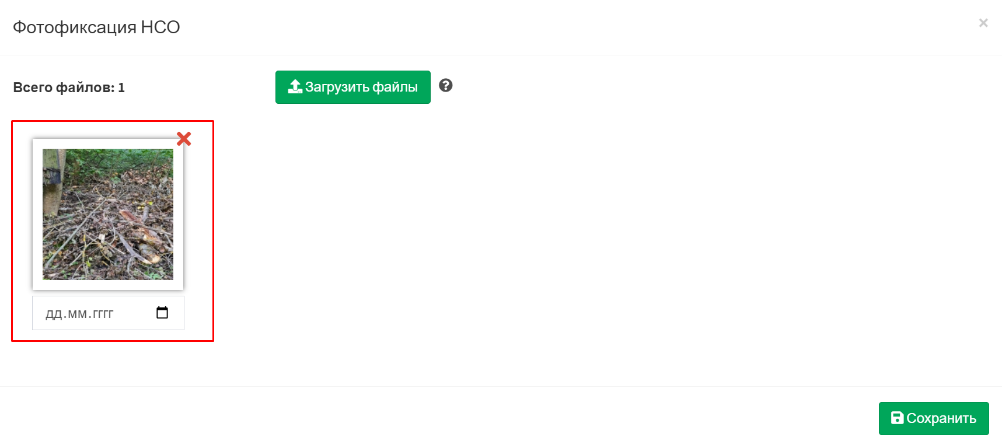 Фотофиксация НСО
×
Всего файлов: 1
Загрузить файлы
?
дд.мм.гггг
Сохранить